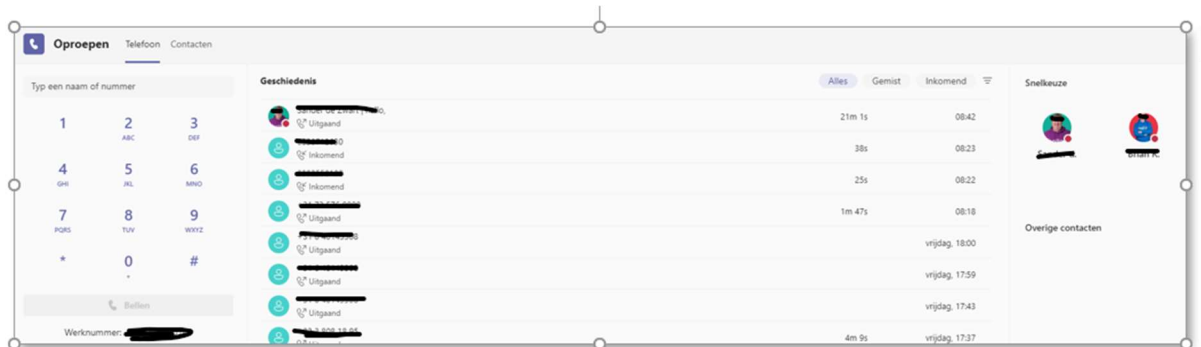 Oproepen Telefoon Contacten
Typ een naam of nummer
1 2 3
ABC DEF
4 5 6
GHI JKL MNO
7 8 9
PQRS TUV WXYZ
* 0 #
+
Bellen
Werknummer:
Geschiedenis Alles Gemist Inkomend
Uitgaand 21m 1s 08:42
Inkomend 38s 08:23
Inkomend 25s 08:22
Uitgaand 1m 47s 08:18
Uitgaand vrijdag, 18:00
Uitgaand vrijdag, 17:59
Uitgaand vrijdag, 17:43
4m 9s vrijdag, 17:37
Snelkeuze
Overige contacten